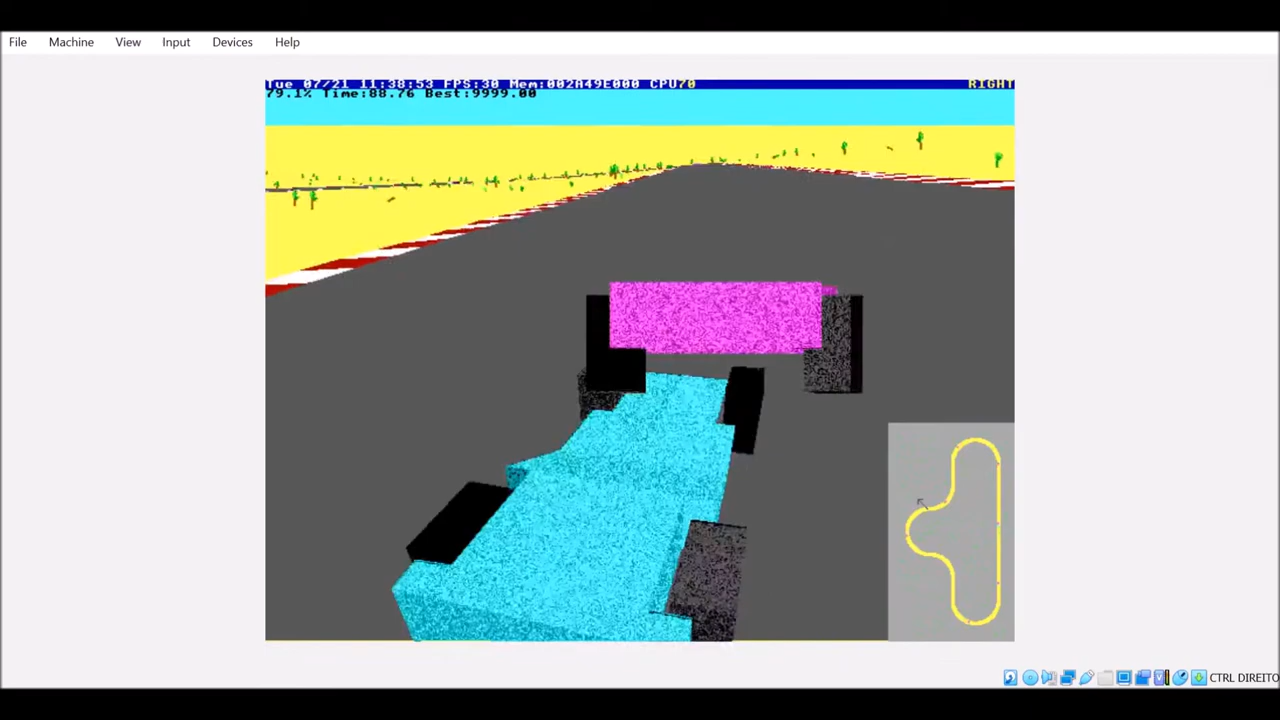 File Machine View Input Devices Help
Tue 07/21 11:38:53 FPS:30 Mem:002A49E000 CPU70 RIGHT
79.1% Time:88.76 Best:9999.00
CTRL DIREITO